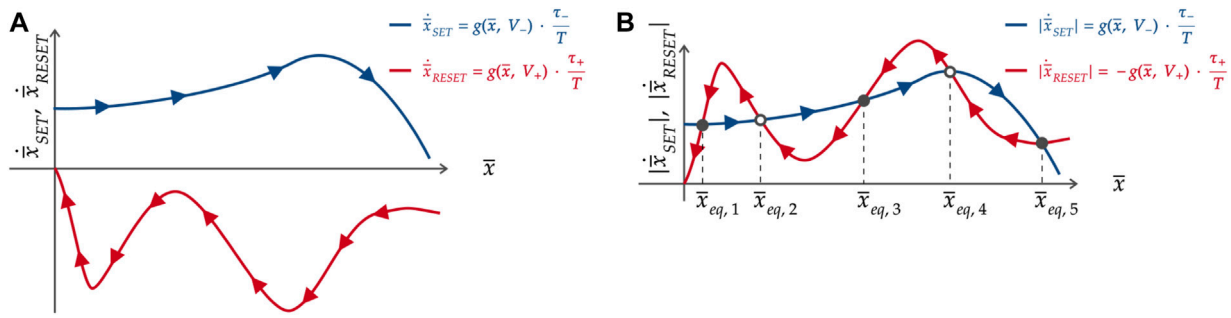 A
ẋ̄_SET, ẋ̄_RESET
ẋ̄_SET = g(x̄, V₋) · τ₋/T
ẋ̄_RESET = g(x̄, V₊) · τ₊/T
x̄
B
|ẋ̄_SET|, |ẋ̄_RESET|
|ẋ̄_SET| = g(x̄, V₋) · τ₋/T
|ẋ̄_RESET| = −g(x̄, V₊) · τ₊/T
x̄
x̄_eq, 1 x̄_eq, 2 x̄_eq, 3 x̄_eq, 4 x̄_eq, 5